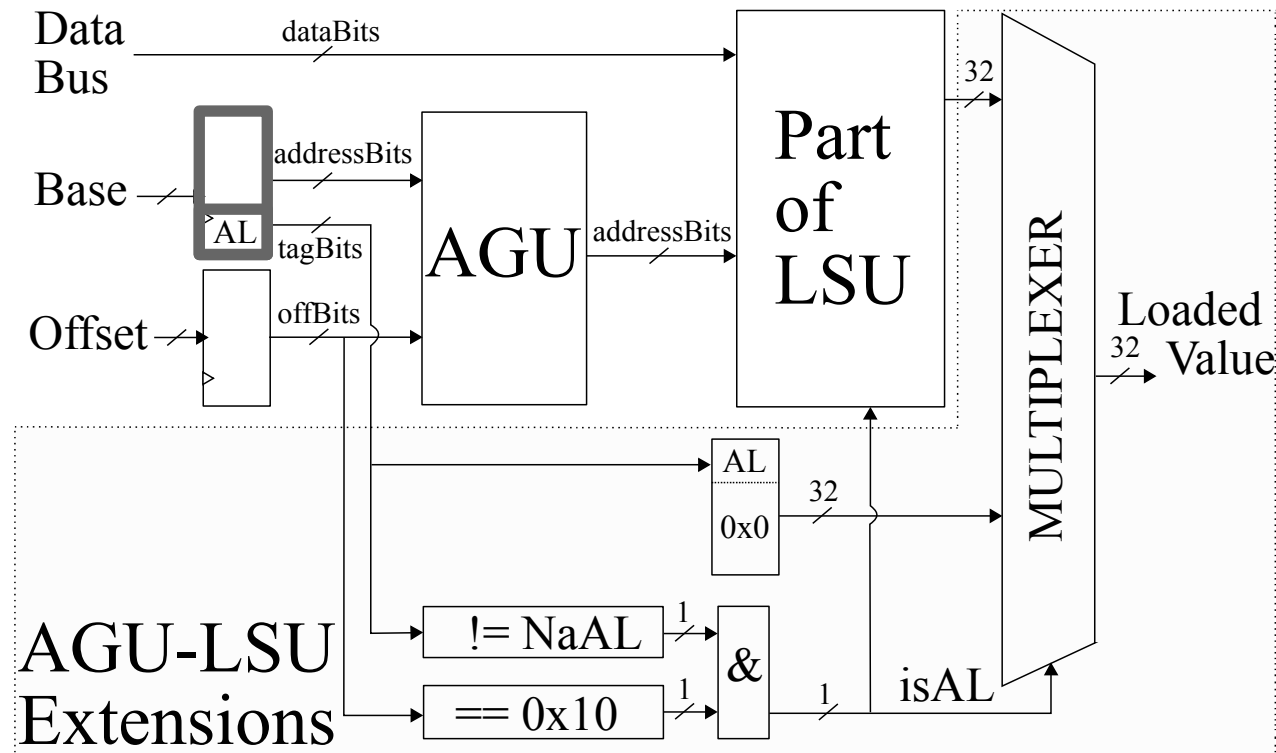 Data
Bus
dataBits
32
Base
addressBits
AL
tagBits
AGU
addressBits
Part
of
LSU
Offset
offBits
MULTIPLEXER
Loaded
Value
32
AL
0x0
32
AGU-LSU
Extensions
!= NaAL
1
== 0x10
1
&
1
isAL